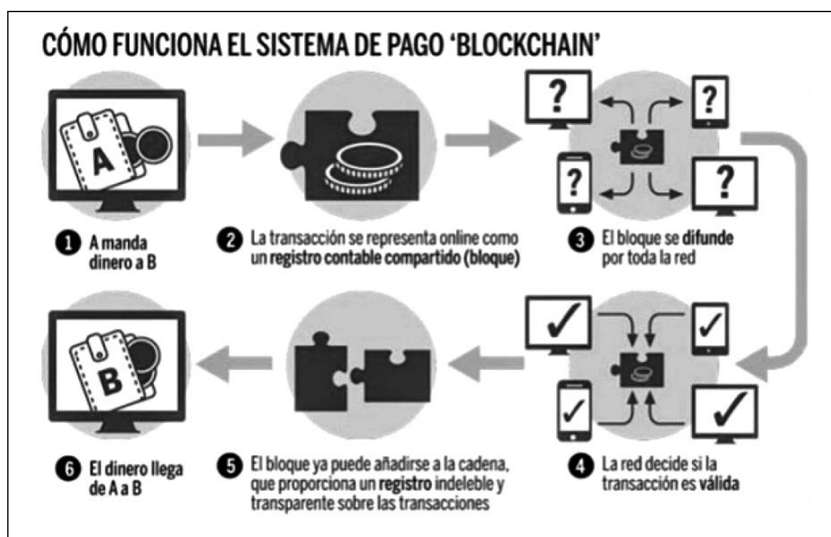 CÓMO FUNCIONA EL SISTEMA DE PAGO ‘BLOCKCHAIN’
A
1 A manda
dinero a B
2 La transacción se representa online como
un registro contable compartido (bloque)
?
?
?
?
3 El bloque se difunde
por toda la red
B
6 El dinero llega
de A a B
5 El bloque ya puede añadirse a la cadena,
que proporciona un registro indeleble y
transparente sobre las transacciones
4 La red decide si la
transacción es válida